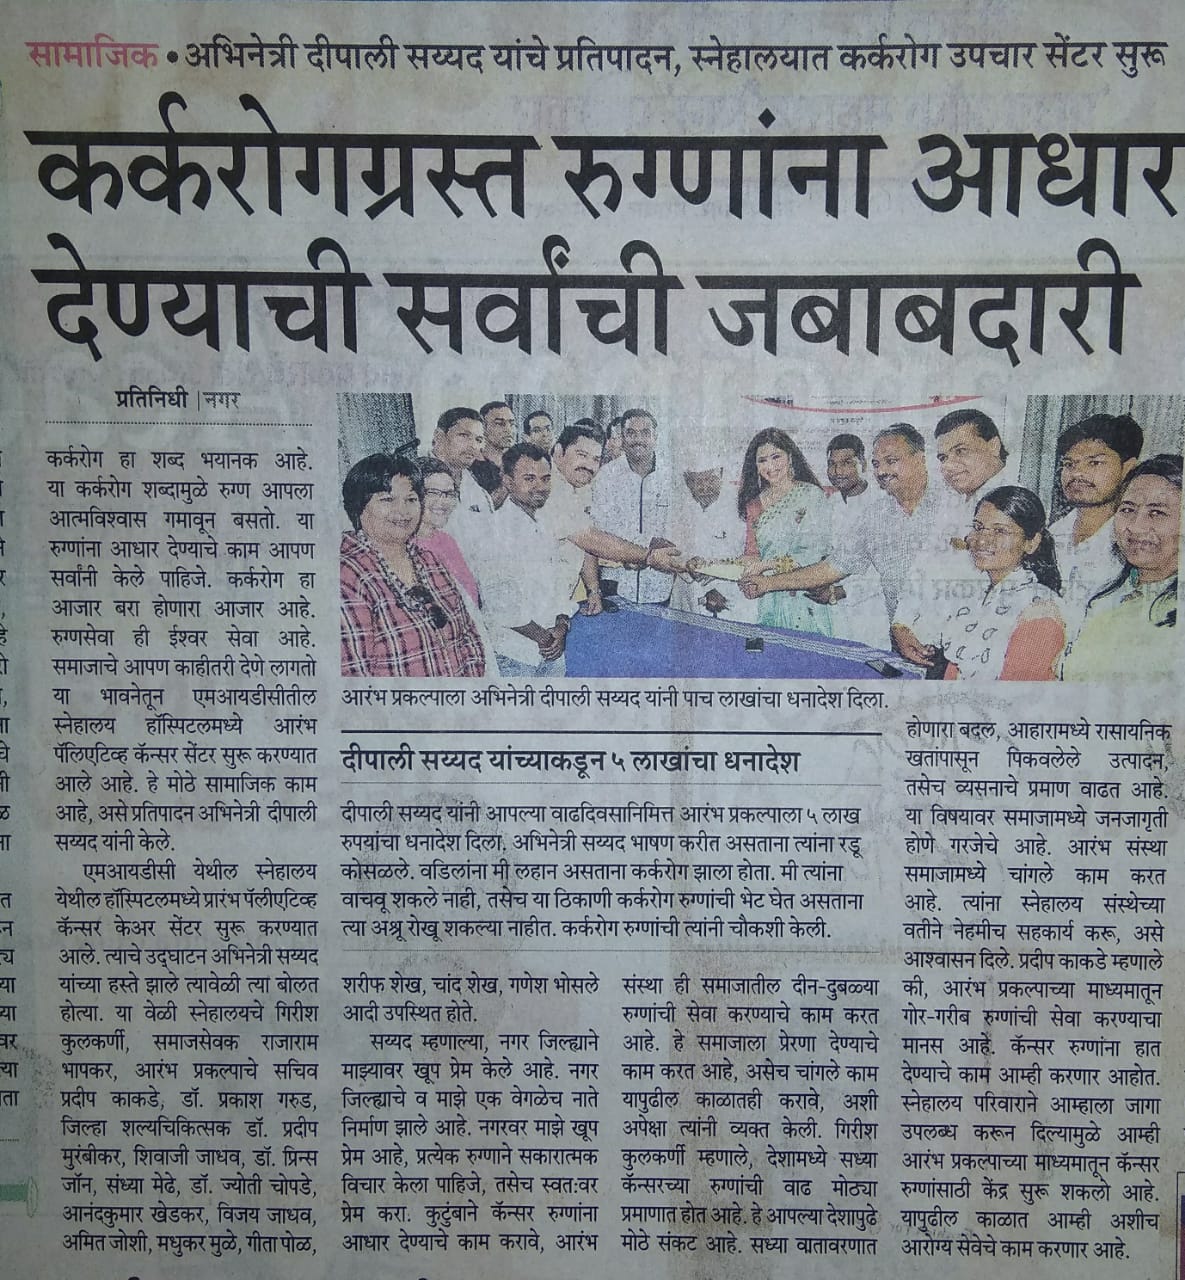 सामाजिक • अभिनेत्री दीपाली सय्यद यांचे प्रतिपादन, स्नेहालयात कर्करोग उपचार सेंटर सुरू
कर्करोगग्रस्त रुग्णांना आधार
देण्याची सर्वांची जबाबदारी
प्रतिनिधी | नगर
कर्करोग हा शब्द भयानक आहे.
या कर्करोग शब्दामुळे रुग्ण आपला
आत्मविश्वास गमावून बसतो. या
रुग्णांना आधार देण्याचे काम आपण
सर्वांनी केले पाहिजे. कर्करोग हा
आजार बरा होणारा आजार आहे.
रुग्णसेवा ही ईश्वर सेवा आहे.
समाजाचे आपण काहीतरी देणे लागतो
या भावनेतून एमआयडीसीतील
स्नेहालय हॉस्पिटलमध्ये आरंभ
पॅलिएटिव्ह कॅन्सर सेंटर सुरू करण्यात
आले आहे. हे मोठे सामाजिक काम
आहे, असे प्रतिपादन अभिनेत्री दीपाली
सय्यद यांनी केले.
एमआयडीसी येथील स्नेहालय
येथील हॉस्पिटलमध्ये प्रारंभ पॅलीएटिव्ह
कॅन्सर केअर सेंटर सुरू करण्यात
आले. त्याचे उद्घाटन अभिनेत्री सय्यद
यांच्या हस्ते झाले त्यावेळी त्या बोलत
होत्या. या वेळी स्नेहालयचे गिरीश
कुलकर्णी, समाजसेवक राजाराम
भापकर, आरंभ प्रकल्पाचे सचिव
प्रदीप काकडे, डॉ. प्रकाश गरुड,
जिल्हा शल्यचिकित्सक डॉ. प्रदीप
मुरंबीकर, शिवाजी जाधव, डॉ. प्रिन्स
जॉन, संध्या मेढे, डॉ. ज्योती चोपडे,
आनंदकुमार खेडकर, विजय जाधव,
अमित जोशी, मधुकर मुळे, गीता पोळ,
आरंभ प्रकल्पाला अभिनेत्री दीपाली सय्यद यांनी पाच लाखांचा धनादेश दिला.
दीपाली सय्यद यांच्याकडून ५ लाखांचा धनादेश
दीपाली सय्यद यांनी आपल्या वाढदिवसानिमित्त आरंभ प्रकल्पाला ५ लाख
रुपयांचा धनादेश दिला. अभिनेत्री सय्यद भाषण करीत असताना त्यांना रडू
कोसळले. वडिलांना मी लहान असताना कर्करोग झाला होता. मी त्यांना
वाचवू शकले नाही, तसेच या ठिकाणी कर्करोग रुग्णांची भेट घेत असताना
त्या अश्रू रोखू शकल्या नाहीत. कर्करोग रुग्णांची त्यांनी चौकशी केली.
शरीफ शेख, चांद शेख, गणेश भोसले
आदी उपस्थित होते.
सय्यद म्हणाल्या, नगर जिल्ह्याने
माझ्यावर खूप प्रेम केले आहे. नगर
जिल्ह्याचे व माझे एक वेगळेच नाते
निर्माण झाले आहे. नगरवर माझे खूप
प्रेम आहे, प्रत्येक रुग्णाने सकारात्मक
विचार केला पाहिजे, तसेच स्वतःवर
प्रेम करा. कुटुंबाने कॅन्सर रुग्णांना
आधार देण्याचे काम करावे, आरंभ
संस्था ही समाजातील दीन-दुबळ्या
रुग्णांची सेवा करण्याचे काम करत
आहे. हे समाजाला प्रेरणा देण्याचे
काम करत आहे, असेच चांगले काम
यापुढील काळातही करावे, अशी
अपेक्षा त्यांनी व्यक्त केली. गिरीश
कुलकर्णी म्हणाले, देशामध्ये सध्या
कॅन्सरच्या रुग्णांची वाढ मोठ्या
प्रमाणात होत आहे. हे आपल्या देशापुढे
मोठे संकट आहे. सध्या वातावरणात
होणारा बदल, आहारामध्ये रासायनिक
खतांपासून पिकवलेले उत्पादन,
तसेच व्यसनाचे प्रमाण वाढत आहे.
या विषयावर समाजामध्ये जनजागृती
होणे गरजेचे आहे. आरंभ संस्था
समाजामध्ये चांगले काम करत
आहे. त्यांना स्नेहालय संस्थेच्या
वतीने नेहमीच सहकार्य करू, असे
आश्वासन दिले. प्रदीप काकडे म्हणाले
की, आरंभ प्रकल्पाच्या माध्यमातून
गोर-गरीब रुग्णांची सेवा करण्याचा
मानस आहे. कॅन्सर रुग्णांना हात
देण्याचे काम आम्ही करणार आहोत.
स्नेहालय परिवाराने आम्हाला जागा
उपलब्ध करून दिल्यामुळे आम्ही
आरंभ प्रकल्पाच्या माध्यमातून कॅन्सर
रुग्णांसाठी केंद्र सुरू शकलो आहे.
यापुढील काळात आम्ही अशीच
आरोग्य सेवेचे काम करणार आहे.